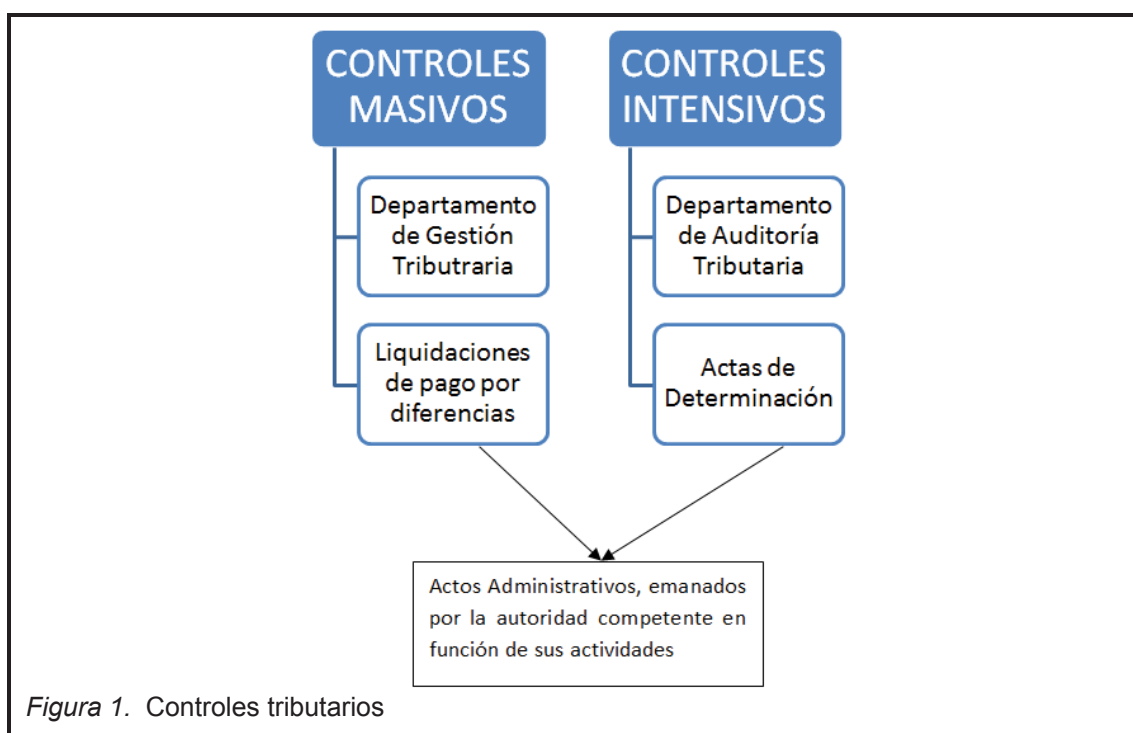 CONTROLES
MASIVOS
Departamento
de Gestión
Tributraria
Liquidaciones
de pago por
diferencias
CONTROLES
INTENSIVOS
Departamento
de Auditoría
Tributaria
Actas de
Determinación
Actos Administrativos, emanados
por la autoridad competente en
función de sus actividades
Figura 1. Controles tributarios